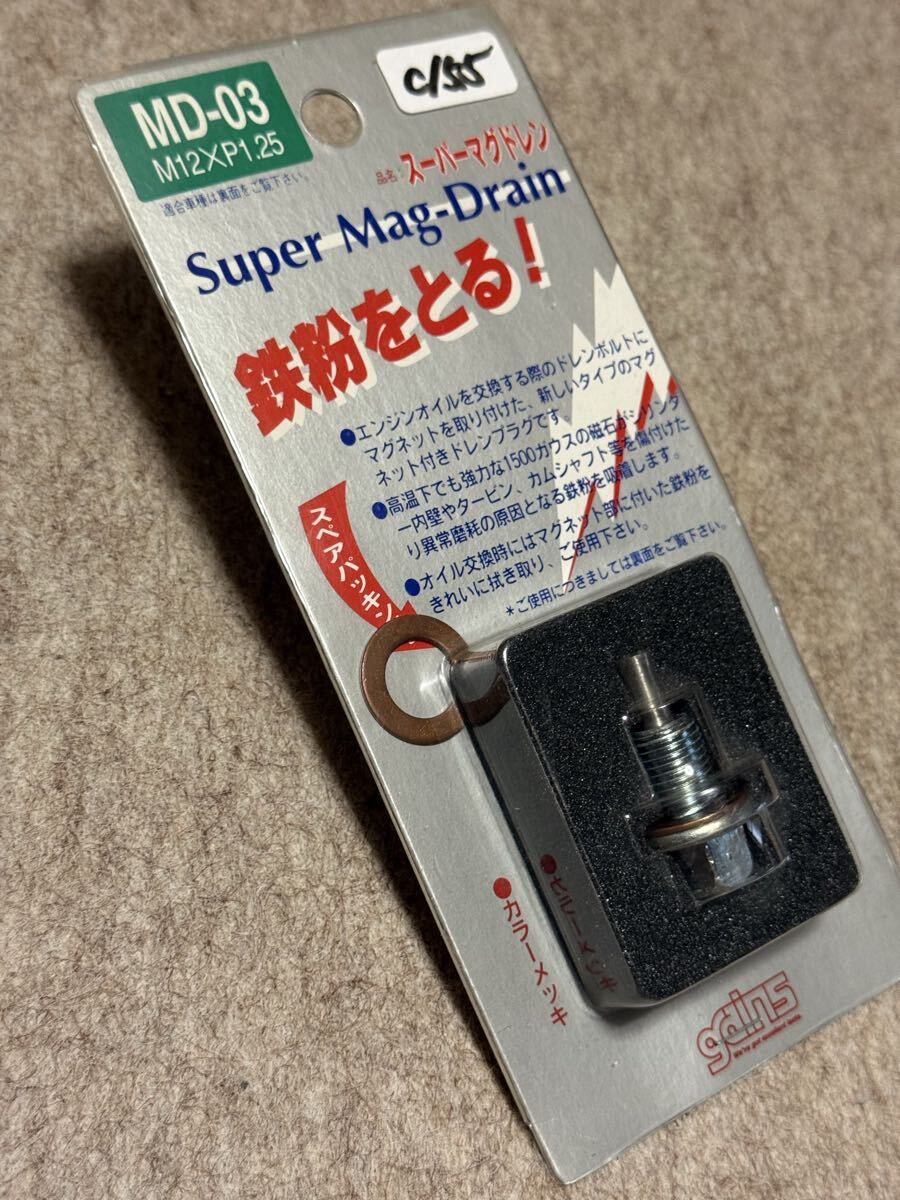 C/55
MD-03
M12×P1.25
適合車種は裏面をご覧下さい。
品名:スーパーマグドレン
Super Mag-Drain
鉄粉をとる!
●エンジンオイルを交換する際のドレンボルトに
マグネットを取り付けた、新しいタイプのマグ
ネット付きドレンプラグです。
●高温下でも強力な1500ガウスの磁石がシリンダ
ー内壁やタービン、カムシャフト等を傷付けた
り異常磨耗の原因となる鉄粉を吸着します。
●オイル交換時にはマグネット部に付いた鉄粉を
きれいに拭き取り、ご使用下さい。
*ご使用につきましては裏面をご覧下さい。
スペアパッキン
●カラーメッキ
gains
We've got excellent taste.